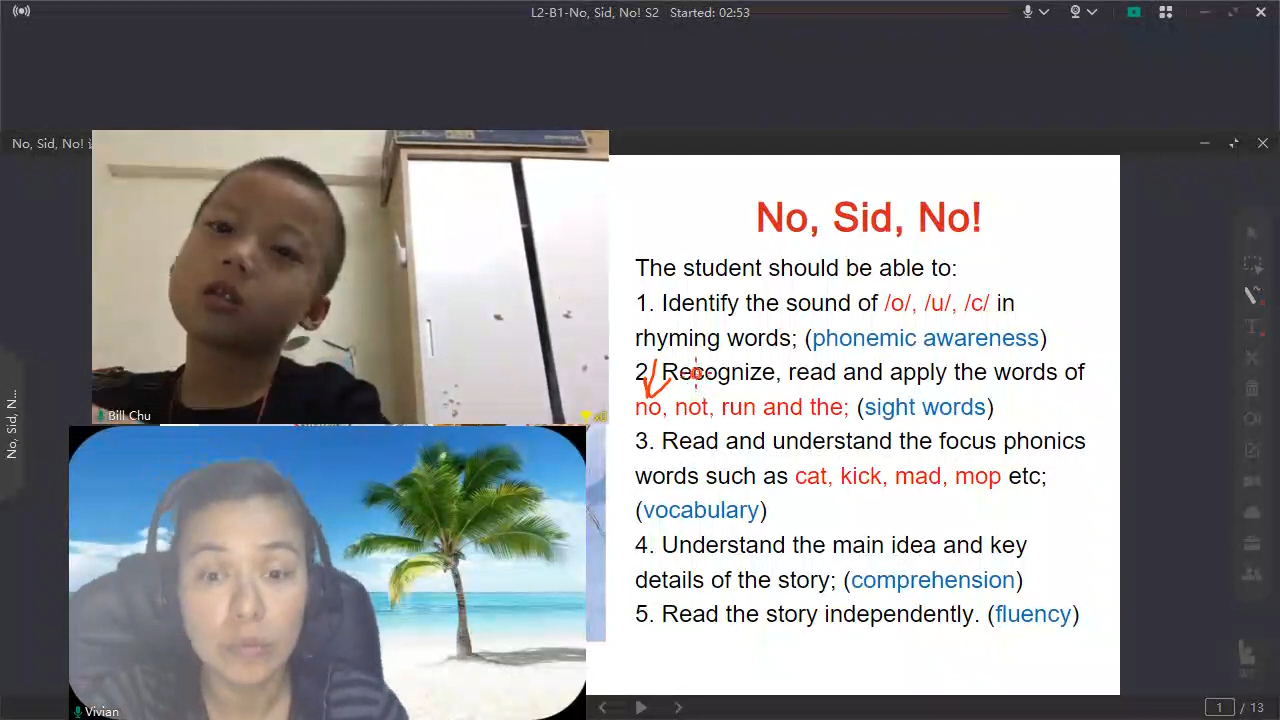 L2-B1-No, Sid, No! S2 Started: 02:53
No, Sid, No!
No, Sid, No!
The student should be able to:
1. Identify the sound of /o/, /u/, /c/ in
rhyming words; (phonemic awareness)
2. Recognize, read and apply the words of
no, not, run and the; (sight words)
3. Read and understand the focus phonics
words such as cat, kick, mad, mop etc;
(vocabulary)
4. Understand the main idea and key
details of the story; (comprehension)
5. Read the story independently. (fluency)
Bill Chu
x0
No, Sid, N...
Vivian
1 / 13